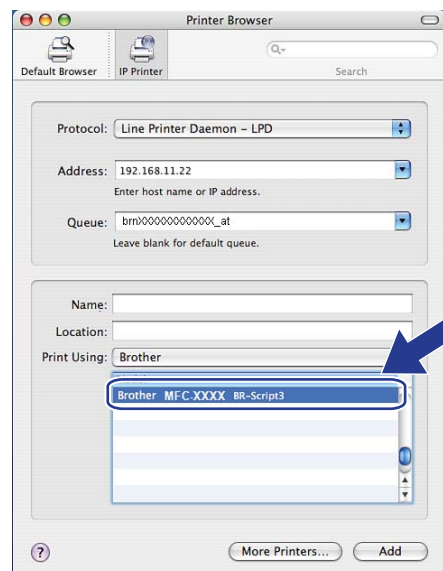 Printer Browser
Default Browser
IP Printer
Search
Protocol: Line Printer Daemon – LPD
Address: 192.168.11.22
Enter host name or IP address.
Queue: brnXXXXXXXXXXXX_at
Leave blank for default queue.
Name:
Location:
Print Using: Brother
Brother MFC-XXXX BR-Script3
? More Printers... Add